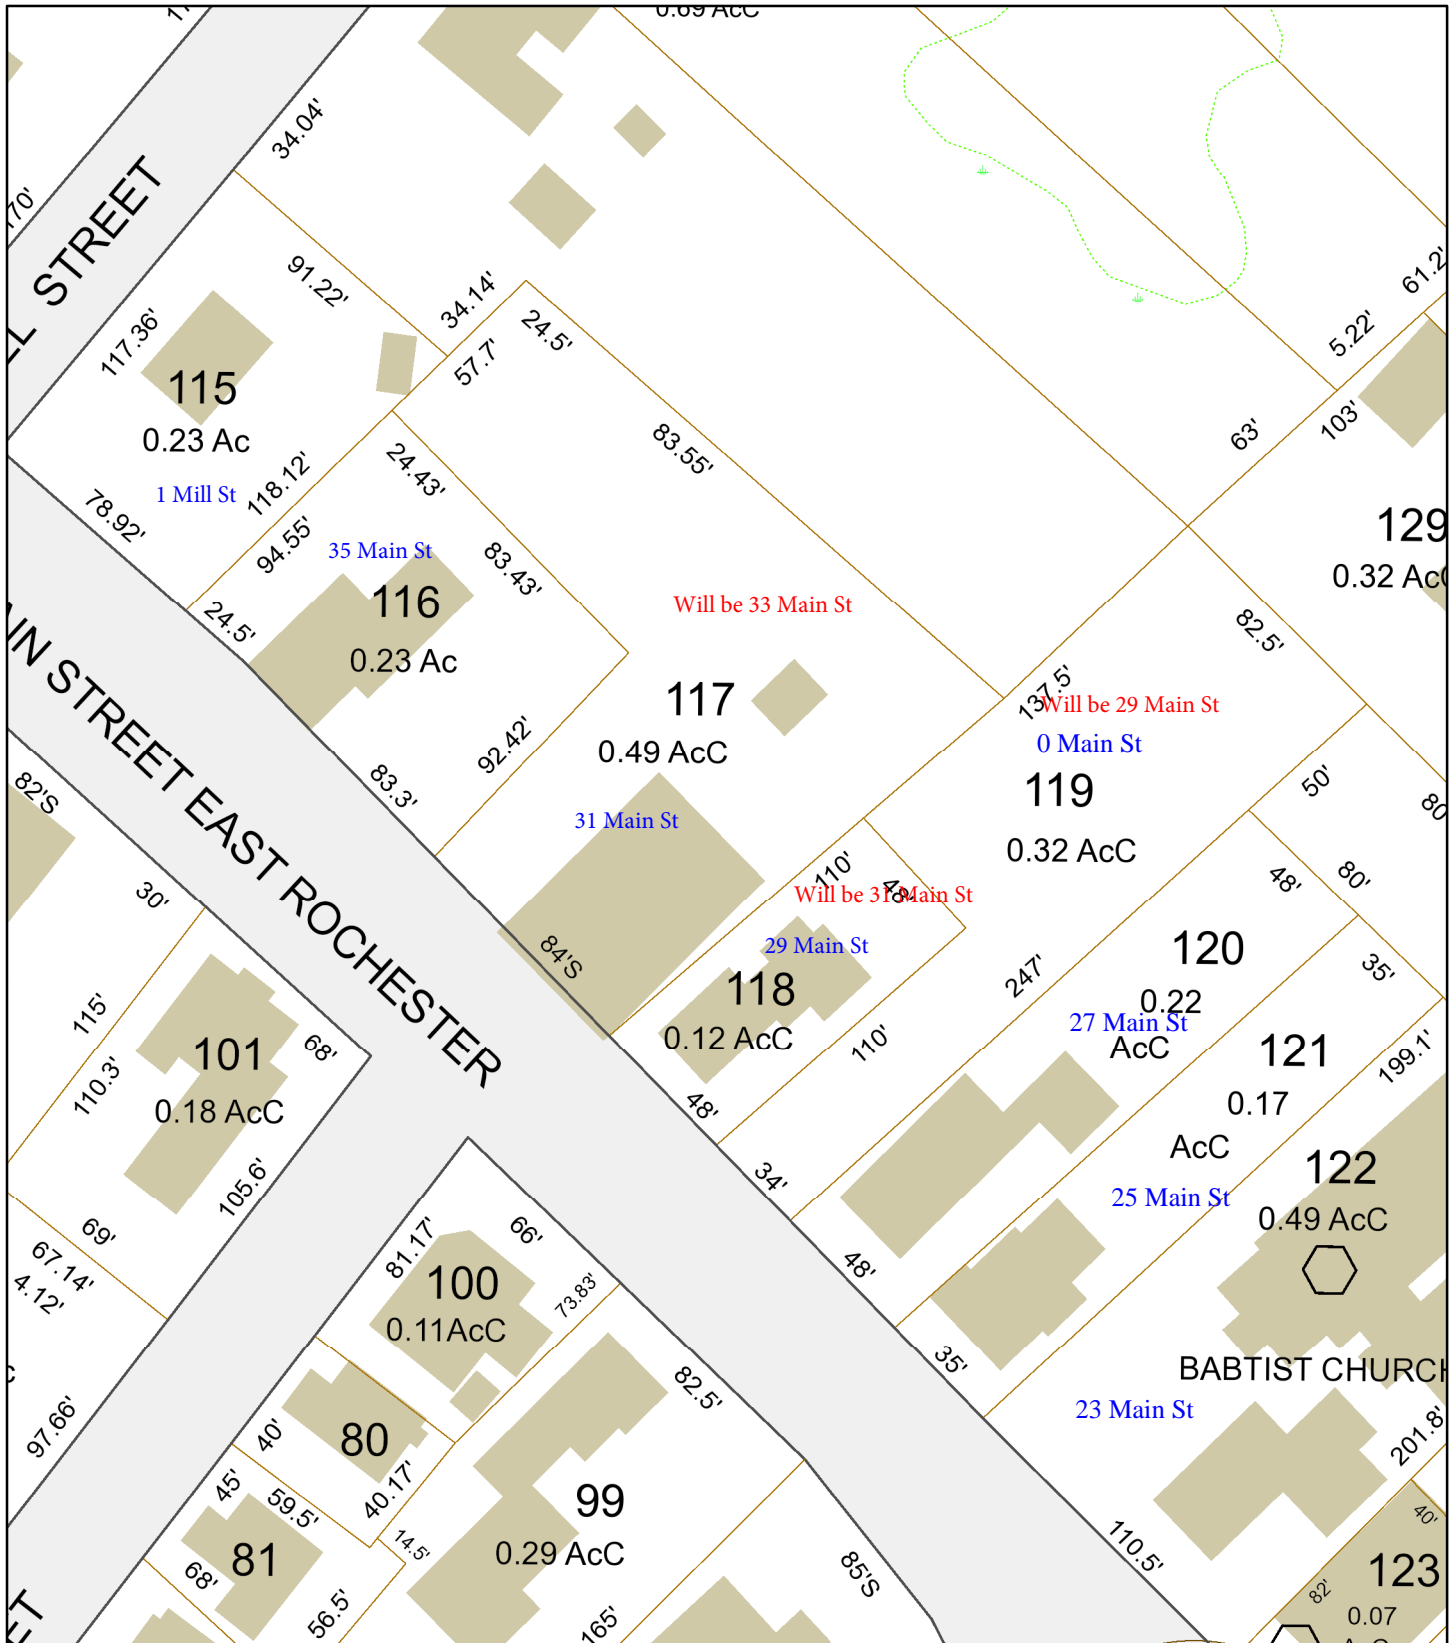 0.69 AcC
34.04'
STREET
91.22'
34.14'
24.5'
57.7'
117.36'
115
0.23 Ac
1 Mill St
118.12'
78.92'
61.2'
5.22'
103'
63'
83.55'
24.43'
94.55'
35 Main St
83.43'
116
0.23 Ac
24.5'
129
0.32 AcC
82.5'
Will be 33 Main St
117
0.49 AcC
31 Main St
92.42'
83.3'
137.5'
Will be 29 Main St
0 Main St
119
0.32 AcC
50'
80'
48'
110'
48'
Will be 31 Main St
29 Main St
118
0.12 AcC
84'S
110'
48'
247'
120
0.22
27 Main St
AcC
35'
121
0.17
AcC
199.1'
25 Main St
122
0.49 AcC
IN STREET EAST ROCHESTER
82'S
30'
115'
110.3'
101
0.18 AcC
68'
105.6'
69'
67.14'
4.12'
97.66'
34'
48'
35'
BABTIST CHURCH
23 Main St
201.8'
110.5'
81.17'
66'
100
0.11AcC
73.83'
82.5'
40'
80
40.17'
45'
59.5'
81
68'
14.5'
56.5'
99
0.29 AcC
165'
85'S
40'
123
82'
0.07